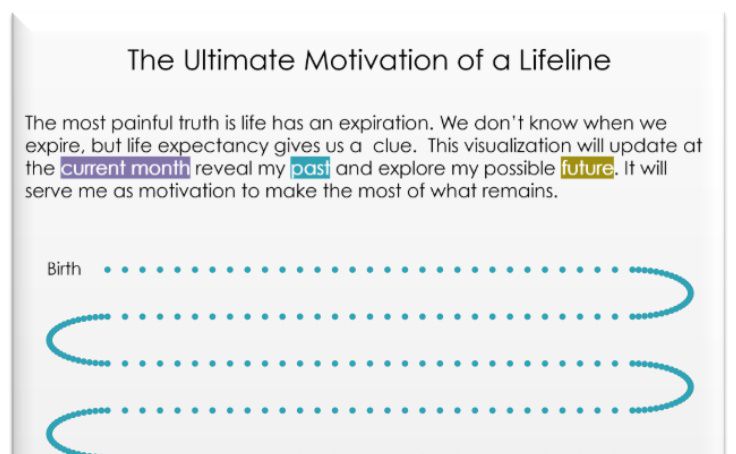 The Ultimate Motivation of a Lifeline
The most painful truth is life has an expiration. We don't know when we
expire, but life expectancy gives us a  clue.  This visualization will update at
the current month reveal my past and explore my possible future. It will
serve me as motivation to make the most of what remains.
Birth